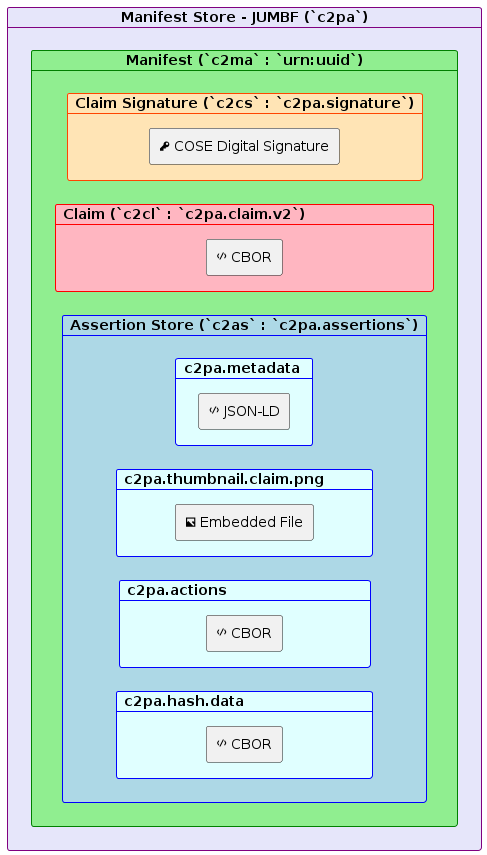 Manifest Store - JUMBF (`c2pa`)
Manifest (`c2ma` : `urn:uuid`)
Claim Signature (`c2cs` : `c2pa.signature`)
COSE Digital Signature
Claim (`c2cl` : `c2pa.claim.v2`)
CBOR
Assertion Store (`c2as` : `c2pa.assertions`)
c2pa.metadata
JSON-LD
c2pa.thumbnail.claim.png
Embedded File
c2pa.actions
CBOR
c2pa.hash.data
CBOR